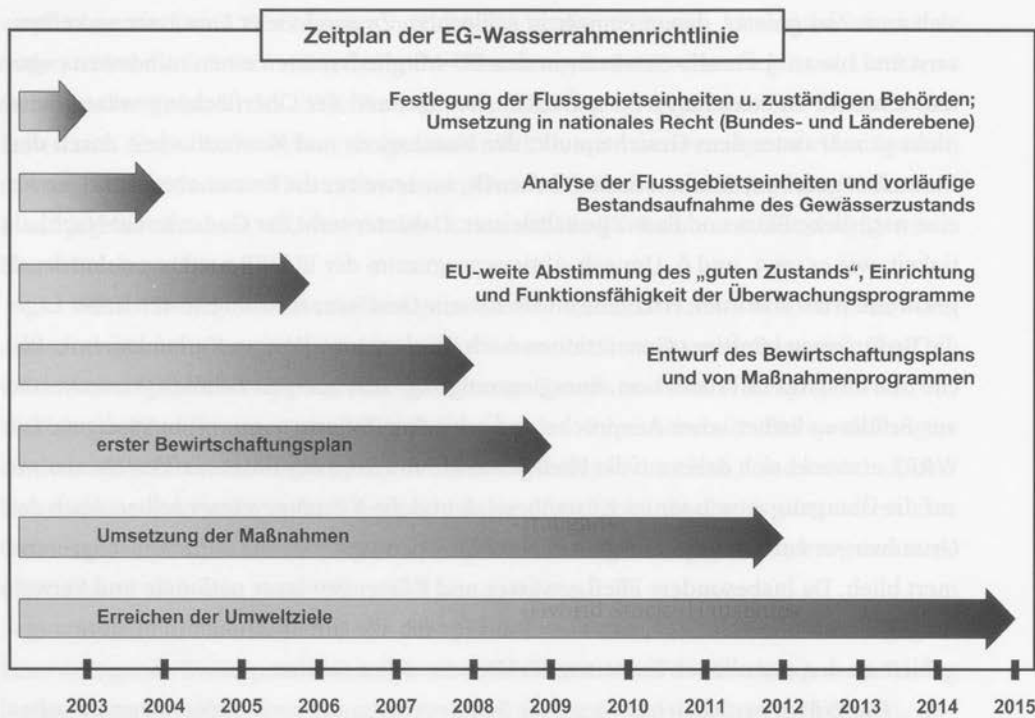 Zeitplan der EG-Wasserrahmenrichtlinie
Festlegung der Flussgebietseinheiten u. zuständigen Behörden;
Umsetzung in nationales Recht (Bundes- und Länderebene)
Analyse der Flussgebietseinheiten und vorläufige
Bestandsaufnahme des Gewässerzustands
EU-weite Abstimmung des „guten Zustands“, Einrichtung
und Funktionsfähigkeit der Überwachungsprogramme
Entwurf des Bewirtschaftungsplans
und von Maßnahmenprogrammen
erster Bewirtschaftungsplan
Umsetzung der Maßnahmen
Erreichen der Umweltziele
2003 2004 2005 2006 2007 2008 2009 2010 2011 2012 2013 2014 2015